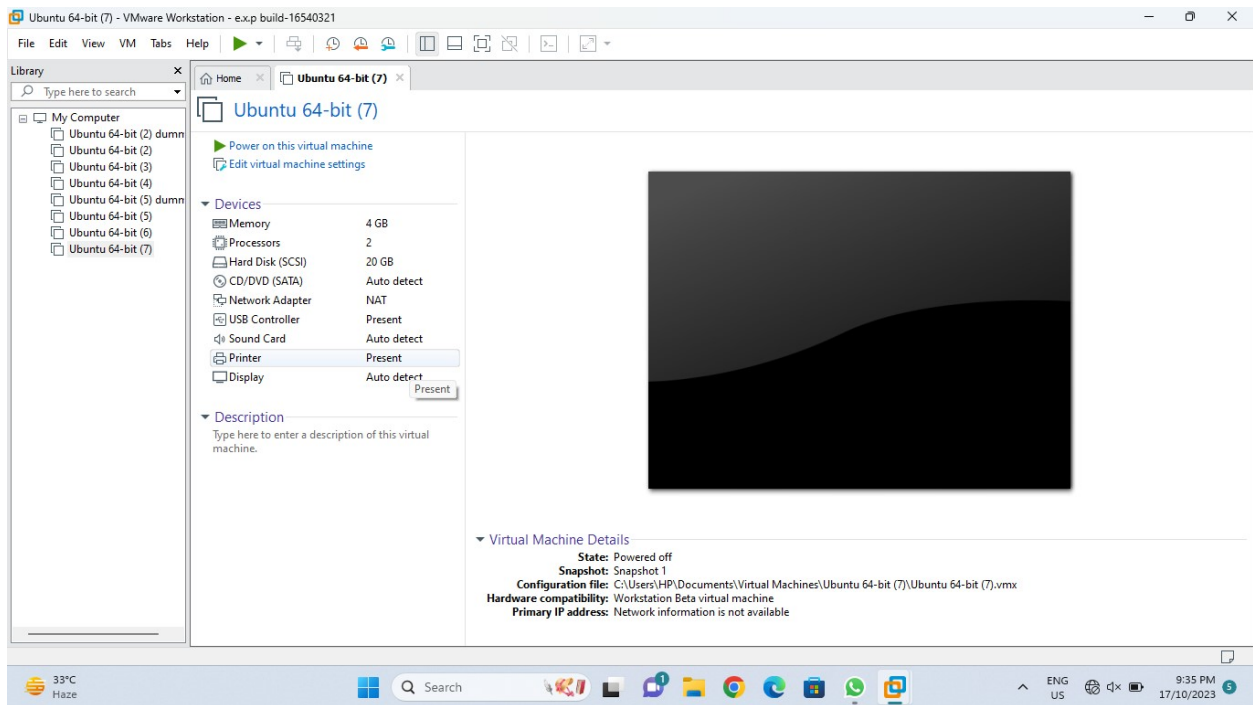 Ubuntu 64-bit (7) - VMware Workstation - e.x.p build-16540321
File Edit View VM Tabs Help
Library
Type here to search
My Computer
Ubuntu 64-bit (2) dumm
Ubuntu 64-bit (2)
Ubuntu 64-bit (3)
Ubuntu 64-bit (4)
Ubuntu 64-bit (5) dumm
Ubuntu 64-bit (5)
Ubuntu 64-bit (6)
Ubuntu 64-bit (7)
Home
Ubuntu 64-bit (7)
Ubuntu 64-bit (7)
Power on this virtual machine
Edit virtual machine settings
Devices
Memory 4 GB
Processors 2
Hard Disk (SCSI) 20 GB
CD/DVD (SATA) Auto detect
Network Adapter NAT
USB Controller Present
Sound Card Auto detect
Printer Present
Display Auto detect
Present
Description
Type here to enter a description of this virtual
machine.
Virtual Machine Details
State: Powered off
Snapshot: Snapshot 1
Configuration file: C:\Users\HP\Documents\Virtual Machines\Ubuntu 64-bit (7)\Ubuntu 64-bit (7).vmx
Hardware compatibility: Workstation Beta virtual machine
Primary IP address: Network information is not available
33°C
Haze
Search
1
ENG
US
9:35 PM
17/10/2023
5